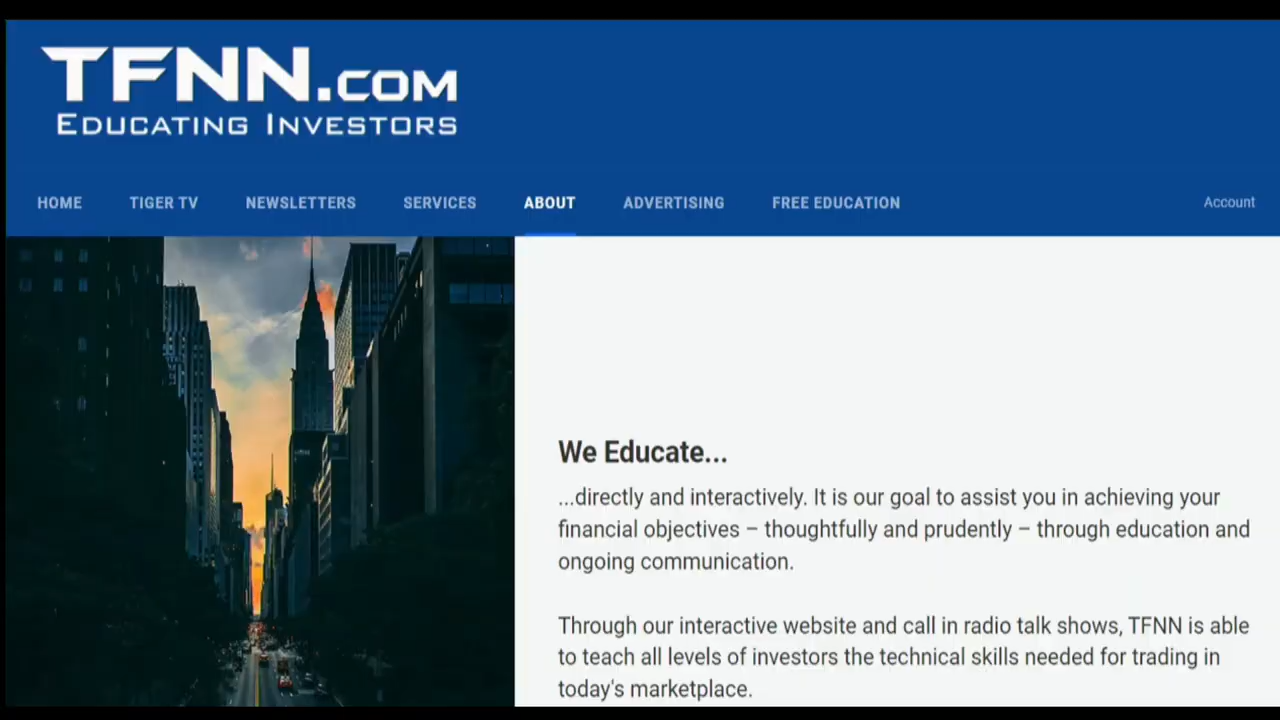 TFNN.COM
EDUCATING INVESTORS
HOME TIGER TV NEWSLETTERS SERVICES ABOUT ADVERTISING FREE EDUCATION Account
We Educate...
...directly and interactively. It is our goal to assist you in achieving your
financial objectives – thoughtfully and prudently – through education and
ongoing communication.
Through our interactive website and call in radio talk shows, TFNN is able
to teach all levels of investors the technical skills needed for trading in
today's marketplace.